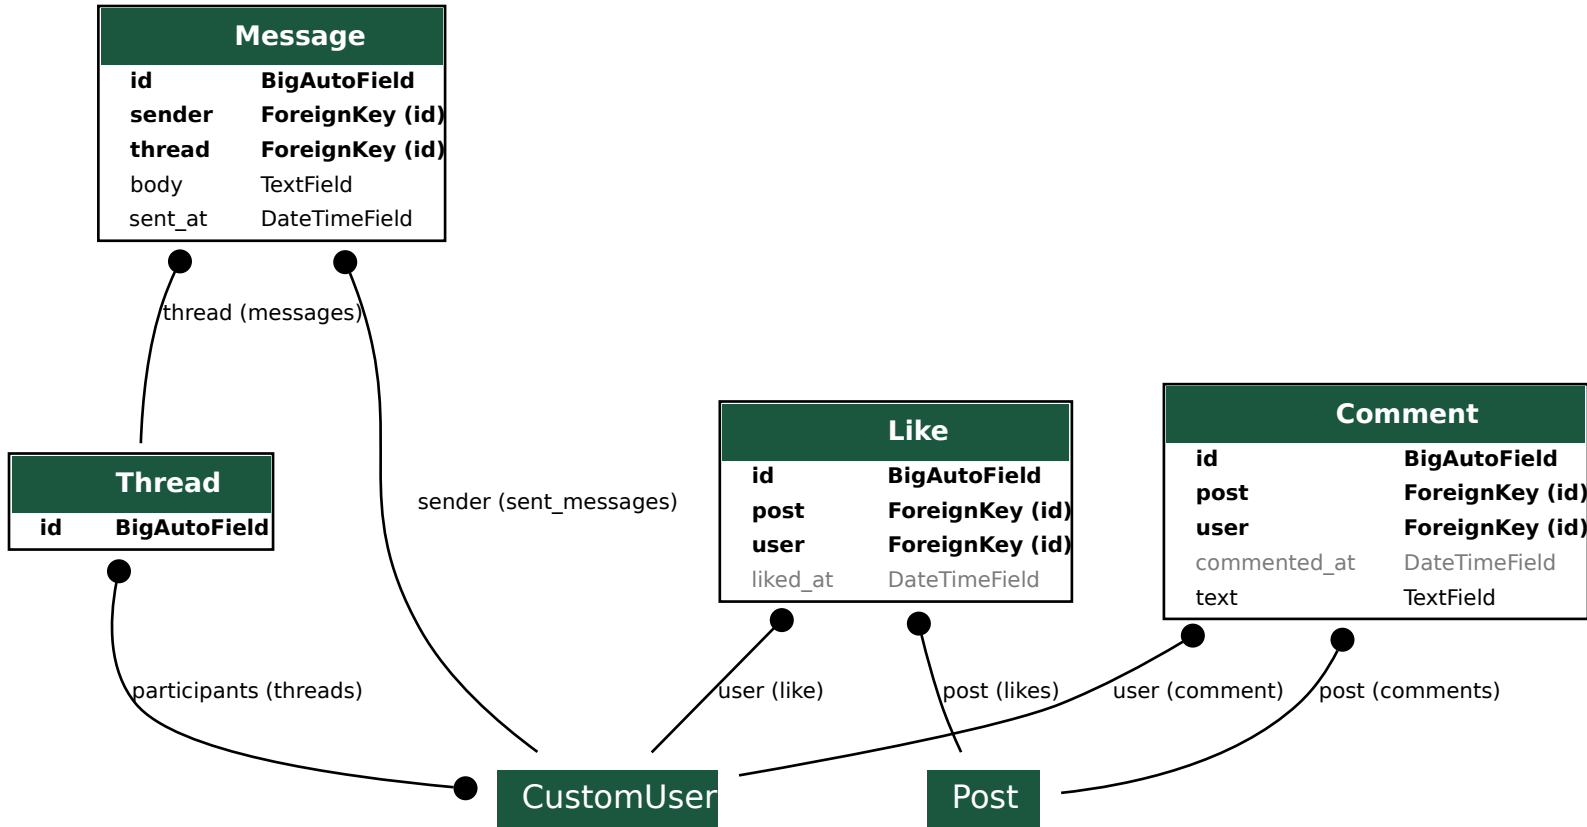 Message
id BigAutoField
sender ForeignKey (id)
thread ForeignKey (id)
body TextField
sent_at DateTimeField
thread (messages)
Thread
id BigAutoField
sender (sent_messages)
Like
id BigAutoField
post ForeignKey (id)
user ForeignKey (id)
liked_at DateTimeField
Comment
id BigAutoField
post ForeignKey (id)
user ForeignKey (id)
commented_at DateTimeField
text TextField
participants (threads)
user (like)
post (likes)
user (comment)
post (comments)
CustomUser
Post